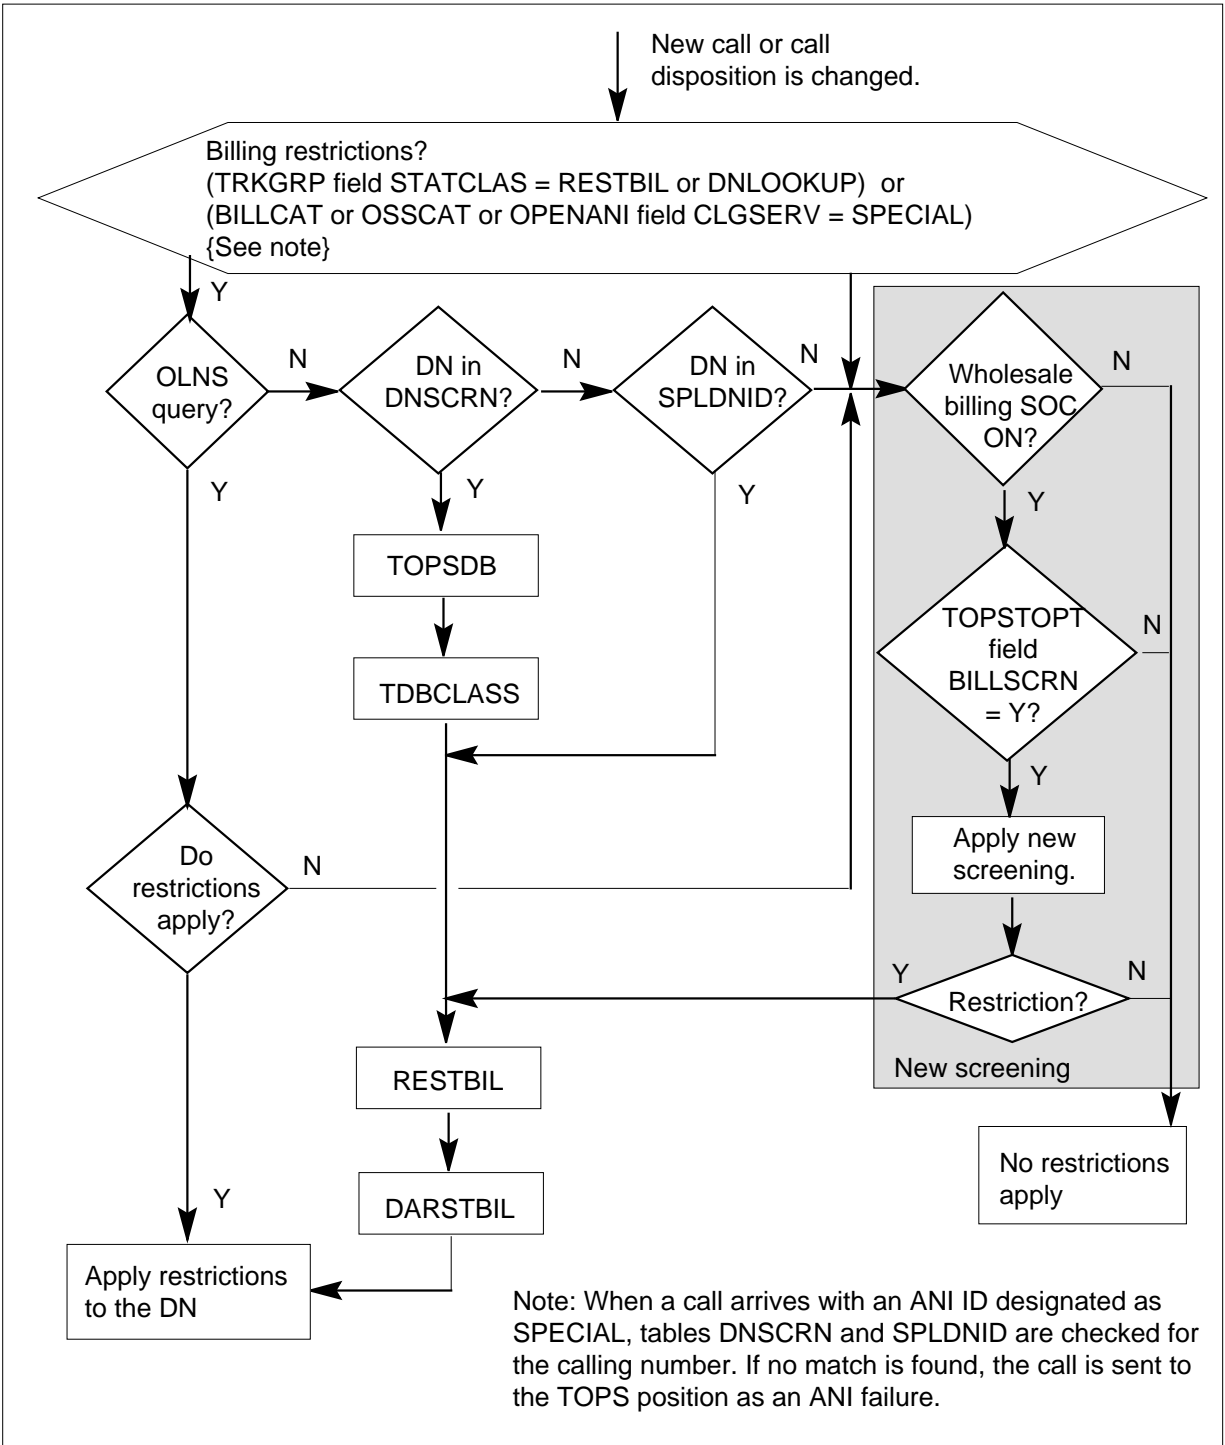 New call or call
disposition is changed.
Billing restrictions?
(TRKGRP field STATCLAS = RESTBIL or DNLOOKUP)  or
(BILLCAT or OSSCAT or OPENANI field CLGSERV = SPECIAL)
{See note}
Y
OLNS
query?
N
DN in
DNSCRN?
N
DN in
SPLDNID?
N
Wholesale
billing SOC
ON?
N
Y
Y
Y
Y
TOPSDB
TDBCLASS
TOPSTOPT
field
BILLSCRN
= Y?
N
Y
Apply new
screening.
Do
restrictions
apply?
N
Y
Restriction?
N
New screening
RESTBIL
DARSTBIL
No restrictions
apply
Y
Apply restrictions
to the DN
Note: When a call arrives with an ANI ID designated as
SPECIAL, tables DNSCRN and SPLDNID are checked for
the calling number. If no match is found, the call is sent to
the TOPS position as an ANI failure.